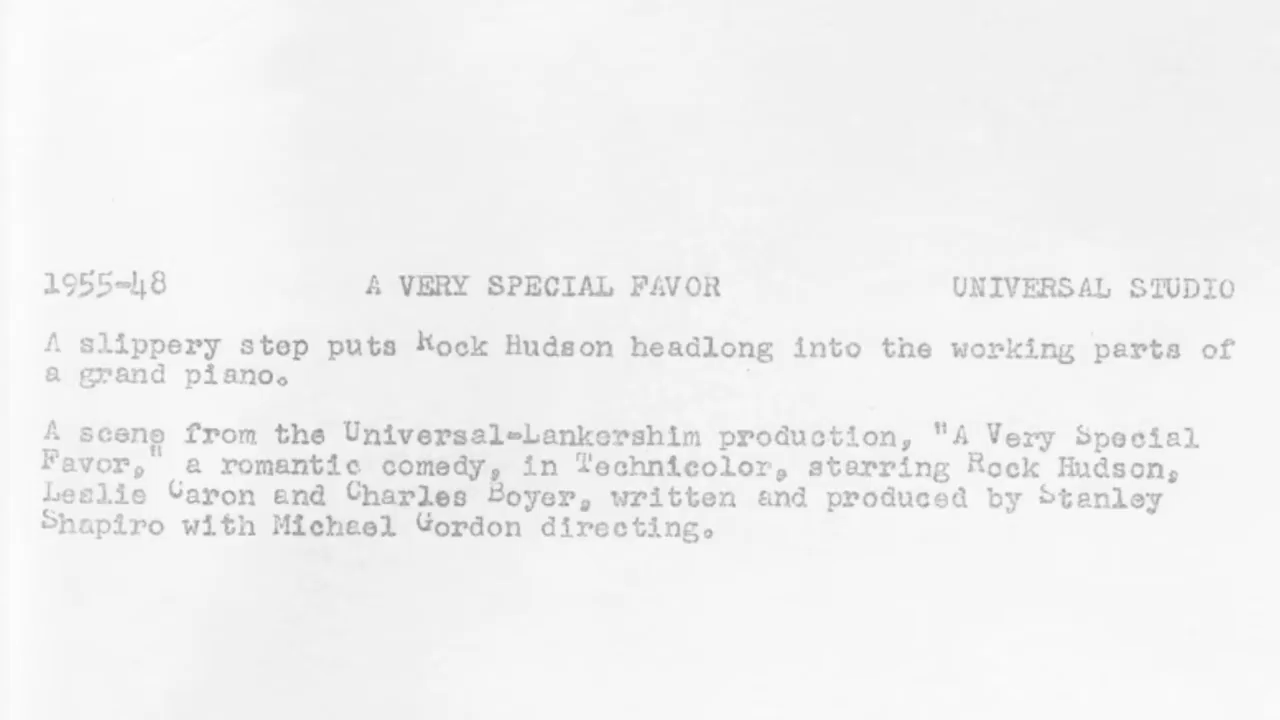 1955-48 A VERY SPECIAL FAVOR UNIVERSAL STUDIO
A slippery step puts Rock Hudson headlong into the working parts of
a grand piano.
A scene from the Universal-Lankershim production, "A Very Special
Favor," a romantic comedy, in Technicolor, starring Rock Hudson,
Leslie Caron and Charles Boyer, written and produced by Stanley
Shapiro with Michael Gordon directing.